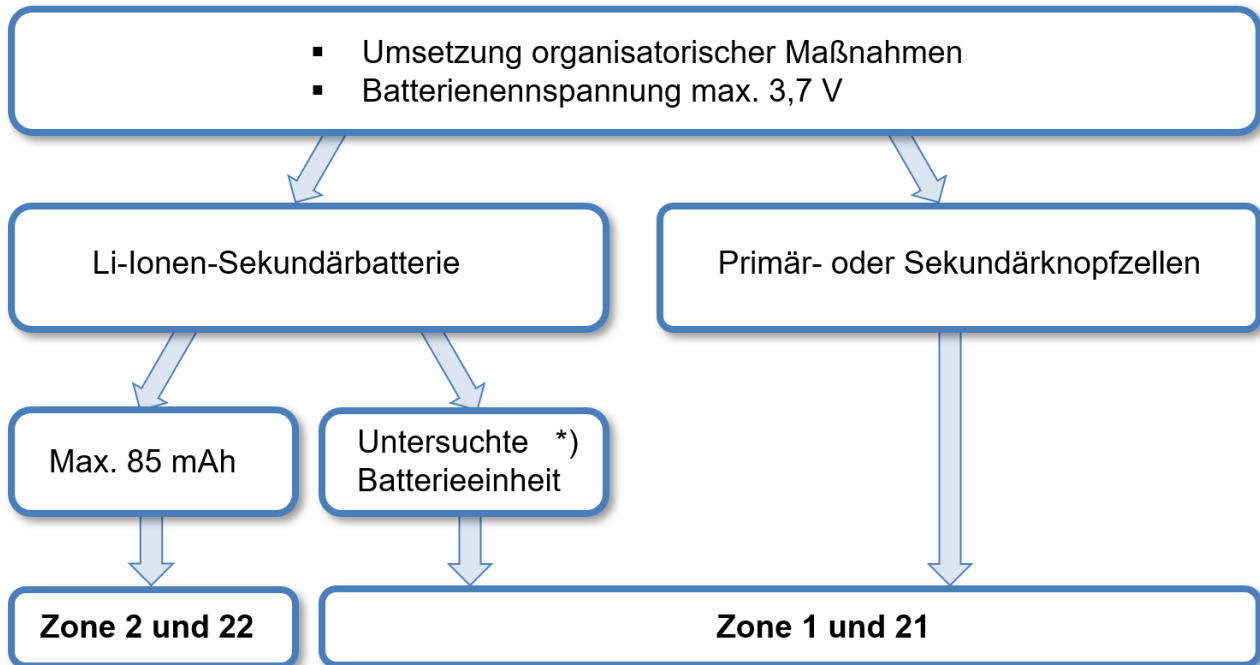 ▪ Umsetzung organisatorischer Maßnahmen
▪ Batterienennspannung max. 3,7 V
Li-Ionen-Sekundärbatterie
Primär- oder Sekundärknopfzellen
Max. 85 mAh
Untersuchte *)
Batterieeinheit
Zone 2 und 22
Zone 1 und 21